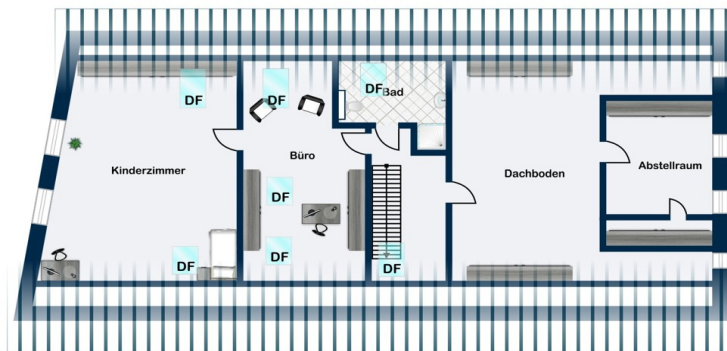 DF
DF
DF
Bad
Büro
Kinderzimmer
Dachboden
Abstellraum
DF
DF
DF
DF